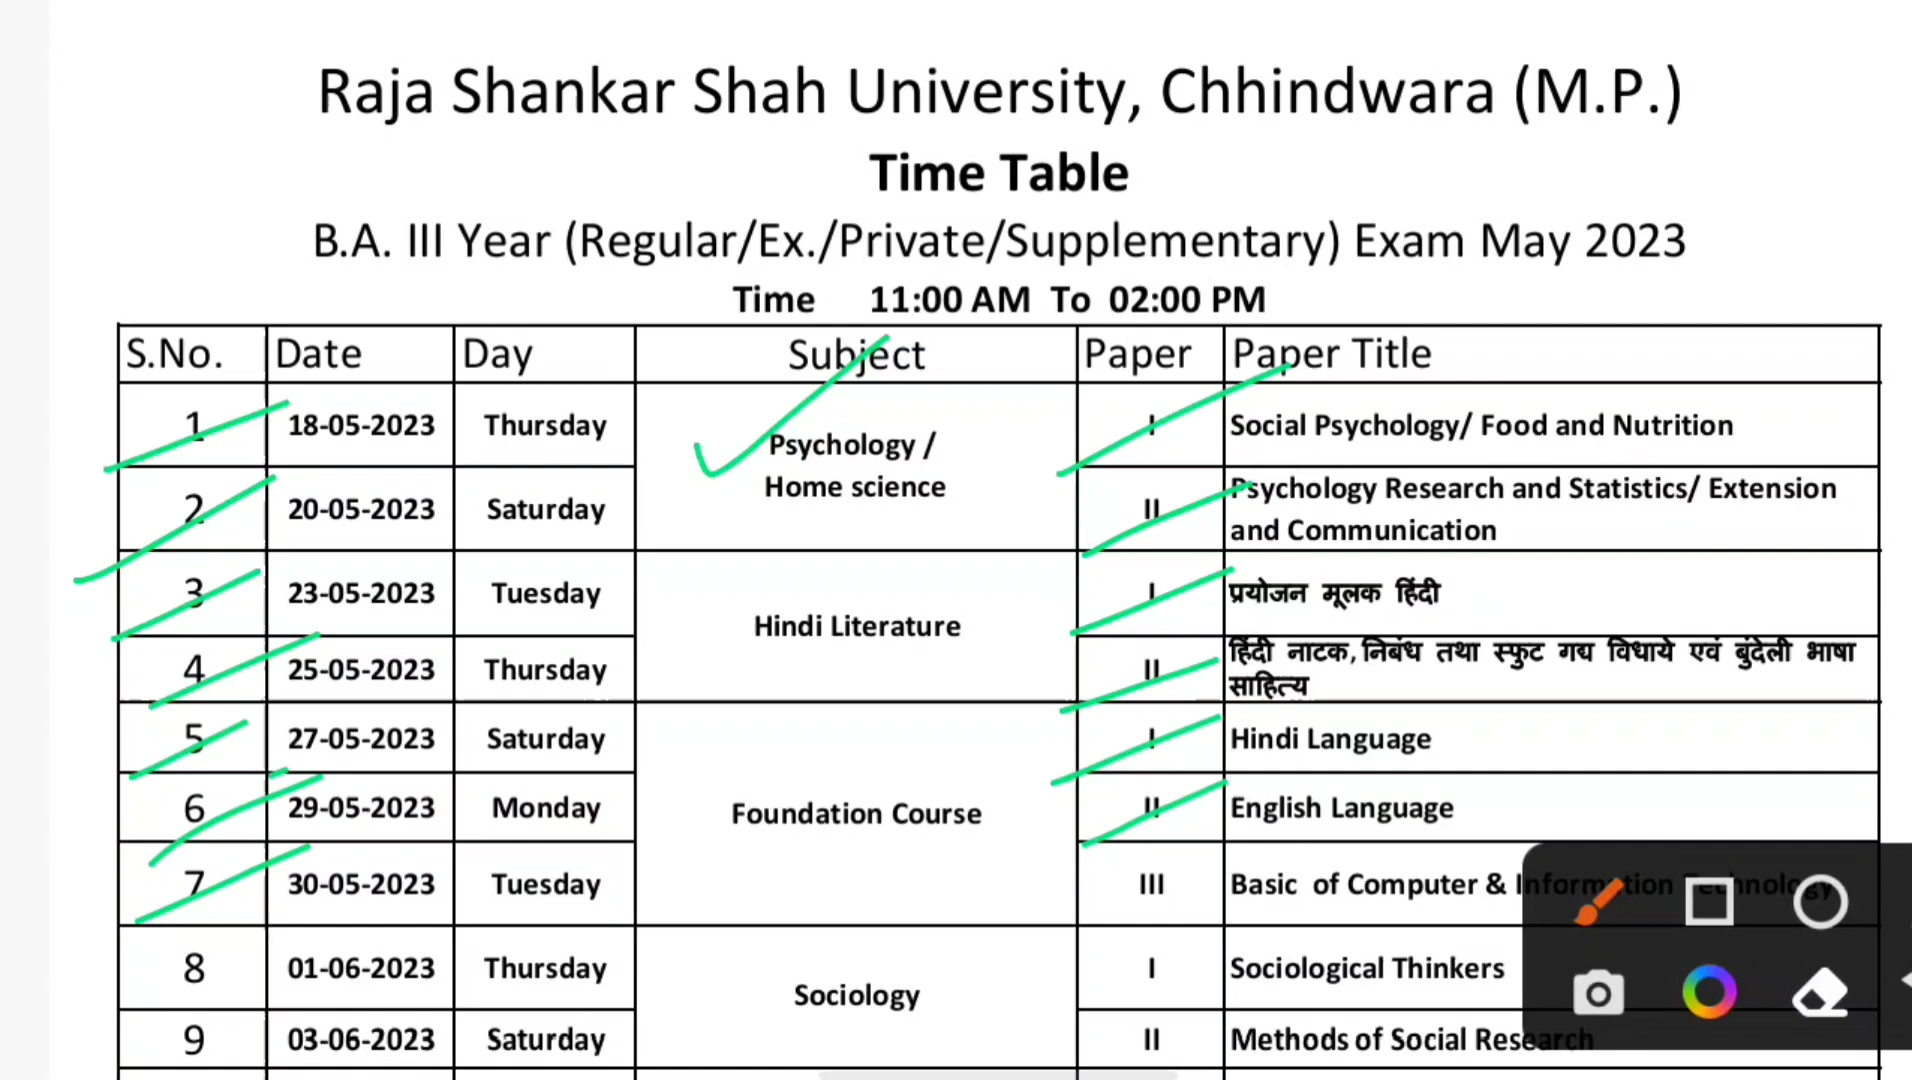 Raja Shankar Shah University, Chhindwara (M.P.)
Time Table
B.A. III Year (Regular/Ex./Private/Supplementary) Exam May 2023
Time 11:00 AM To 02:00 PM
S.No. Date Day Subject Paper Paper Title
1 18-05-2023 Thursday Psychology / Home science I Social Psychology/ Food and Nutrition
2 20-05-2023 Saturday II Psychology Research and Statistics/ Extension
and Communication
3 23-05-2023 Tuesday Hindi Literature I प्रयोजन मूलक हिंदी
4 25-05-2023 Thursday II हिंदी नाटक, निबंध तथा स्फुट गद्य विधाये एवं बुंदेली भाषा
साहित्य
5 27-05-2023 Saturday Foundation Course I Hindi Language
6 29-05-2023 Monday II English Language
7 30-05-2023 Tuesday III Basic of Computer & Information Technology
8 01-06-2023 Thursday Sociology I Sociological Thinkers
9 03-06-2023 Saturday II Methods of Social Research